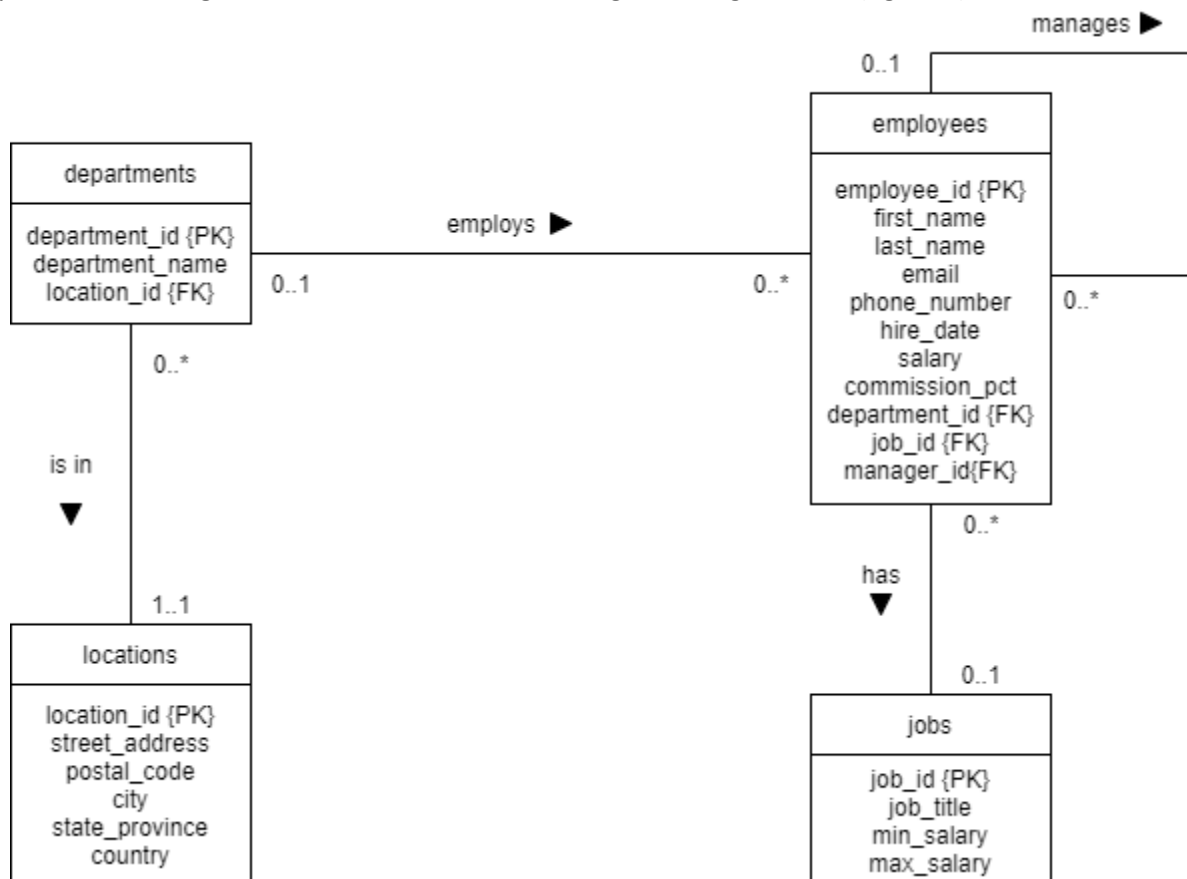 manages ►
0..1
employees
employee_id {PK}
first_name
last_name
email
phone_number
hire_date
salary
commission_pct
department_id {FK}
job_id {FK}
manager_id{FK}
0..*
departments
department_id {PK}
department_name
location_id {FK}
employs ►
0..1
0..*
0..*
is in
▼
1..1
locations
location_id {PK}
street_address
postal_code
city
state_province
country
0..*
has
▼
0..1
jobs
job_id {PK}
job_title
min_salary
max_salary